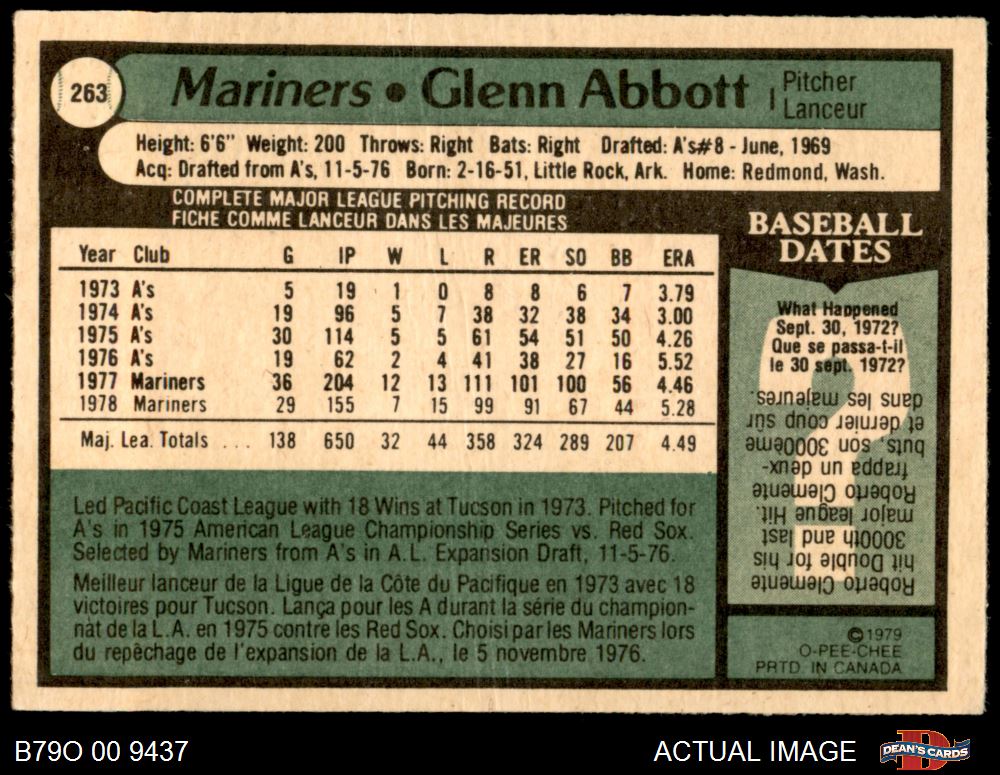 263
Mariners • Glenn Abbott
Pitcher
Lanceur
Height: 6'6" Weight: 200 Throws: Right Bats: Right Drafted: A's#8 - June, 1969
Acq: Drafted from A's, 11-5-76 Born: 2-16-51, Little Rock, Ark. Home: Redmond, Wash.
COMPLETE MAJOR LEAGUE PITCHING RECORD
FICHE COMME LANCEUR DANS LES MAJEURES
Year Club G IP W L R ER SO BB ERA
1973 A's 5 19 1 0 8 8 6 7 3.79
1974 A's 19 96 5 7 38 32 38 34 3.00
1975 A's 30 114 5 5 61 54 51 50 4.26
1976 A's 19 62 2 4 41 38 27 16 5.52
1977 Mariners 36 204 12 13 111 101 100 56 4.46
1978 Mariners 29 155 7 15 99 91 67 44 5.28
Maj. Lea. Totals ... 138 650 32 44 358 324 289 207 4.49
Led Pacific Coast League with 18 Wins at Tucson in 1973. Pitched for
A's in 1975 American League Championship Series vs. Red Sox.
Selected by Mariners from A's in A.L. Expansion Draft, 11-5-76.
Meilleur lanceur de la Ligue de la Côte du Pacifique en 1973 avec 18
victoires pour Tucson. Lança pour les A durant la série du champion-
nat de la L.A. en 1975 contre les Red Sox. Choisi par les Mariners lors
du repêchage de l'expansion de la L.A., le 5 novembre 1976.
BASEBALL
DATES
What Happened
Sept. 30, 1972?
Que se passa-t-il
le 30 sept. 1972?
Roberto Clemente
hit Double for his
3000th and last
major league Hit.
Roberto Clemente
frappa un deux-
buts, son 3000ème
et dernier coup sûr
dans les majeures.
©1979
O-PEE-CHEE
PRTD. IN CANADA
B79O 00 9437
ACTUAL IMAGE
DEAN'S CARDS